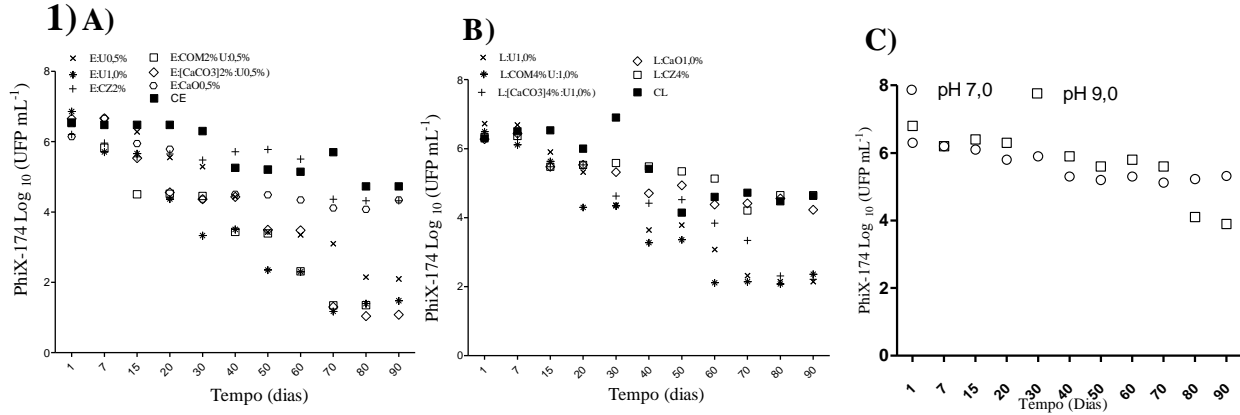 1) A)
E:U0,5%
E:U1,0%
E:CZ2%
E:COM2% U:0,5%
E:[CaCO3]2%:U0,5%)
E:CaO0,5%
CE
8
6
4
2
0
PhiX-174 Log 10 (UFP mL-1)
1 7 15 20 30 40 50 60 70 80 90
Tempo (dias)
B)
L:U1,0%
L:COM4% U:1,0%
L:[CaCO3]4%:U1,0%)
L:CaO1,0%
L:CZ4%
CL
8
6
4
2
0
PhiX-174 Log 10 (UFP mL-1)
1 7 15 20 30 40 50 60 70 80 90
Tempo (dias)
C)
pH 7,0
pH 9,0
8
6
4
2
0
PhiX-174 Log 10 (UFP mL-1)
1 7 15 20 30 40 50 60 70 80 90
Tempo (Dias)